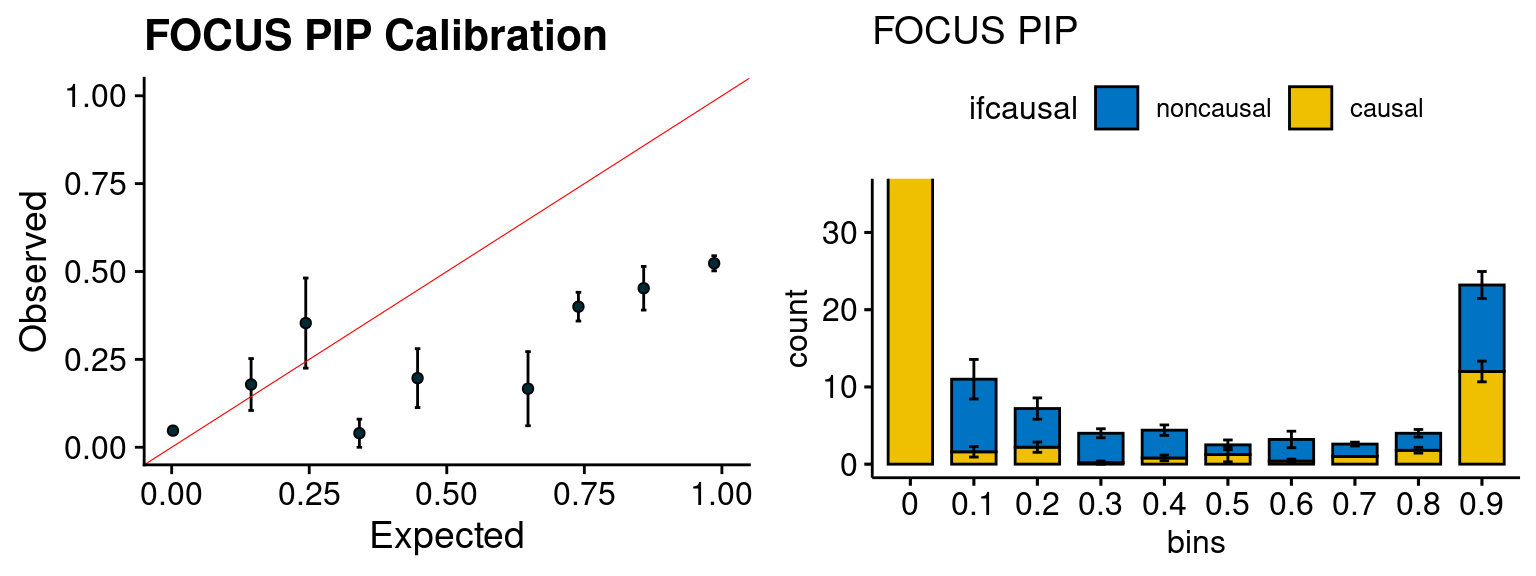 FOCUS PIP Calibration
1.00
0.75
0.50
0.25
0.00
Observed
0.00 0.25 0.50 0.75 1.00
Expected
FOCUS PIP
ifcausal noncausal causal
30
20
10
0
count
0 0.1 0.2 0.3 0.4 0.5 0.6 0.7 0.8 0.9
bins